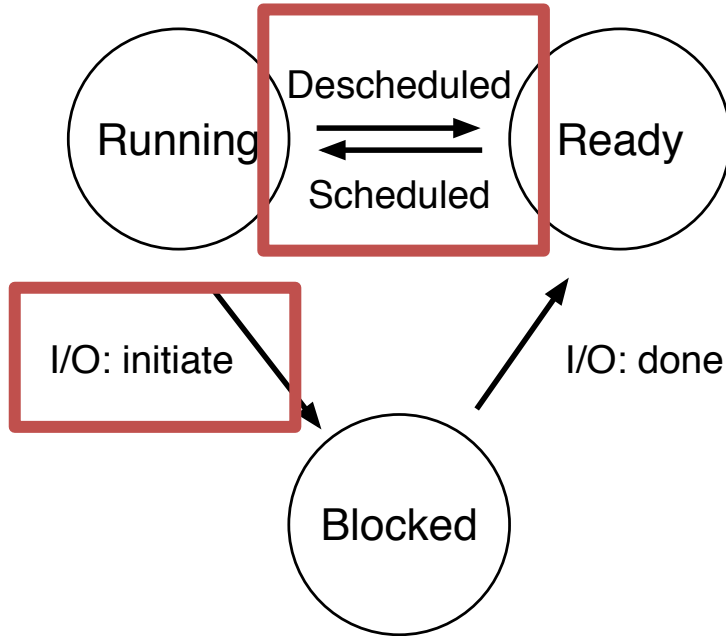 Descheduled
Running
Ready
Scheduled
I/O: initiate
I/O: done
Blocked